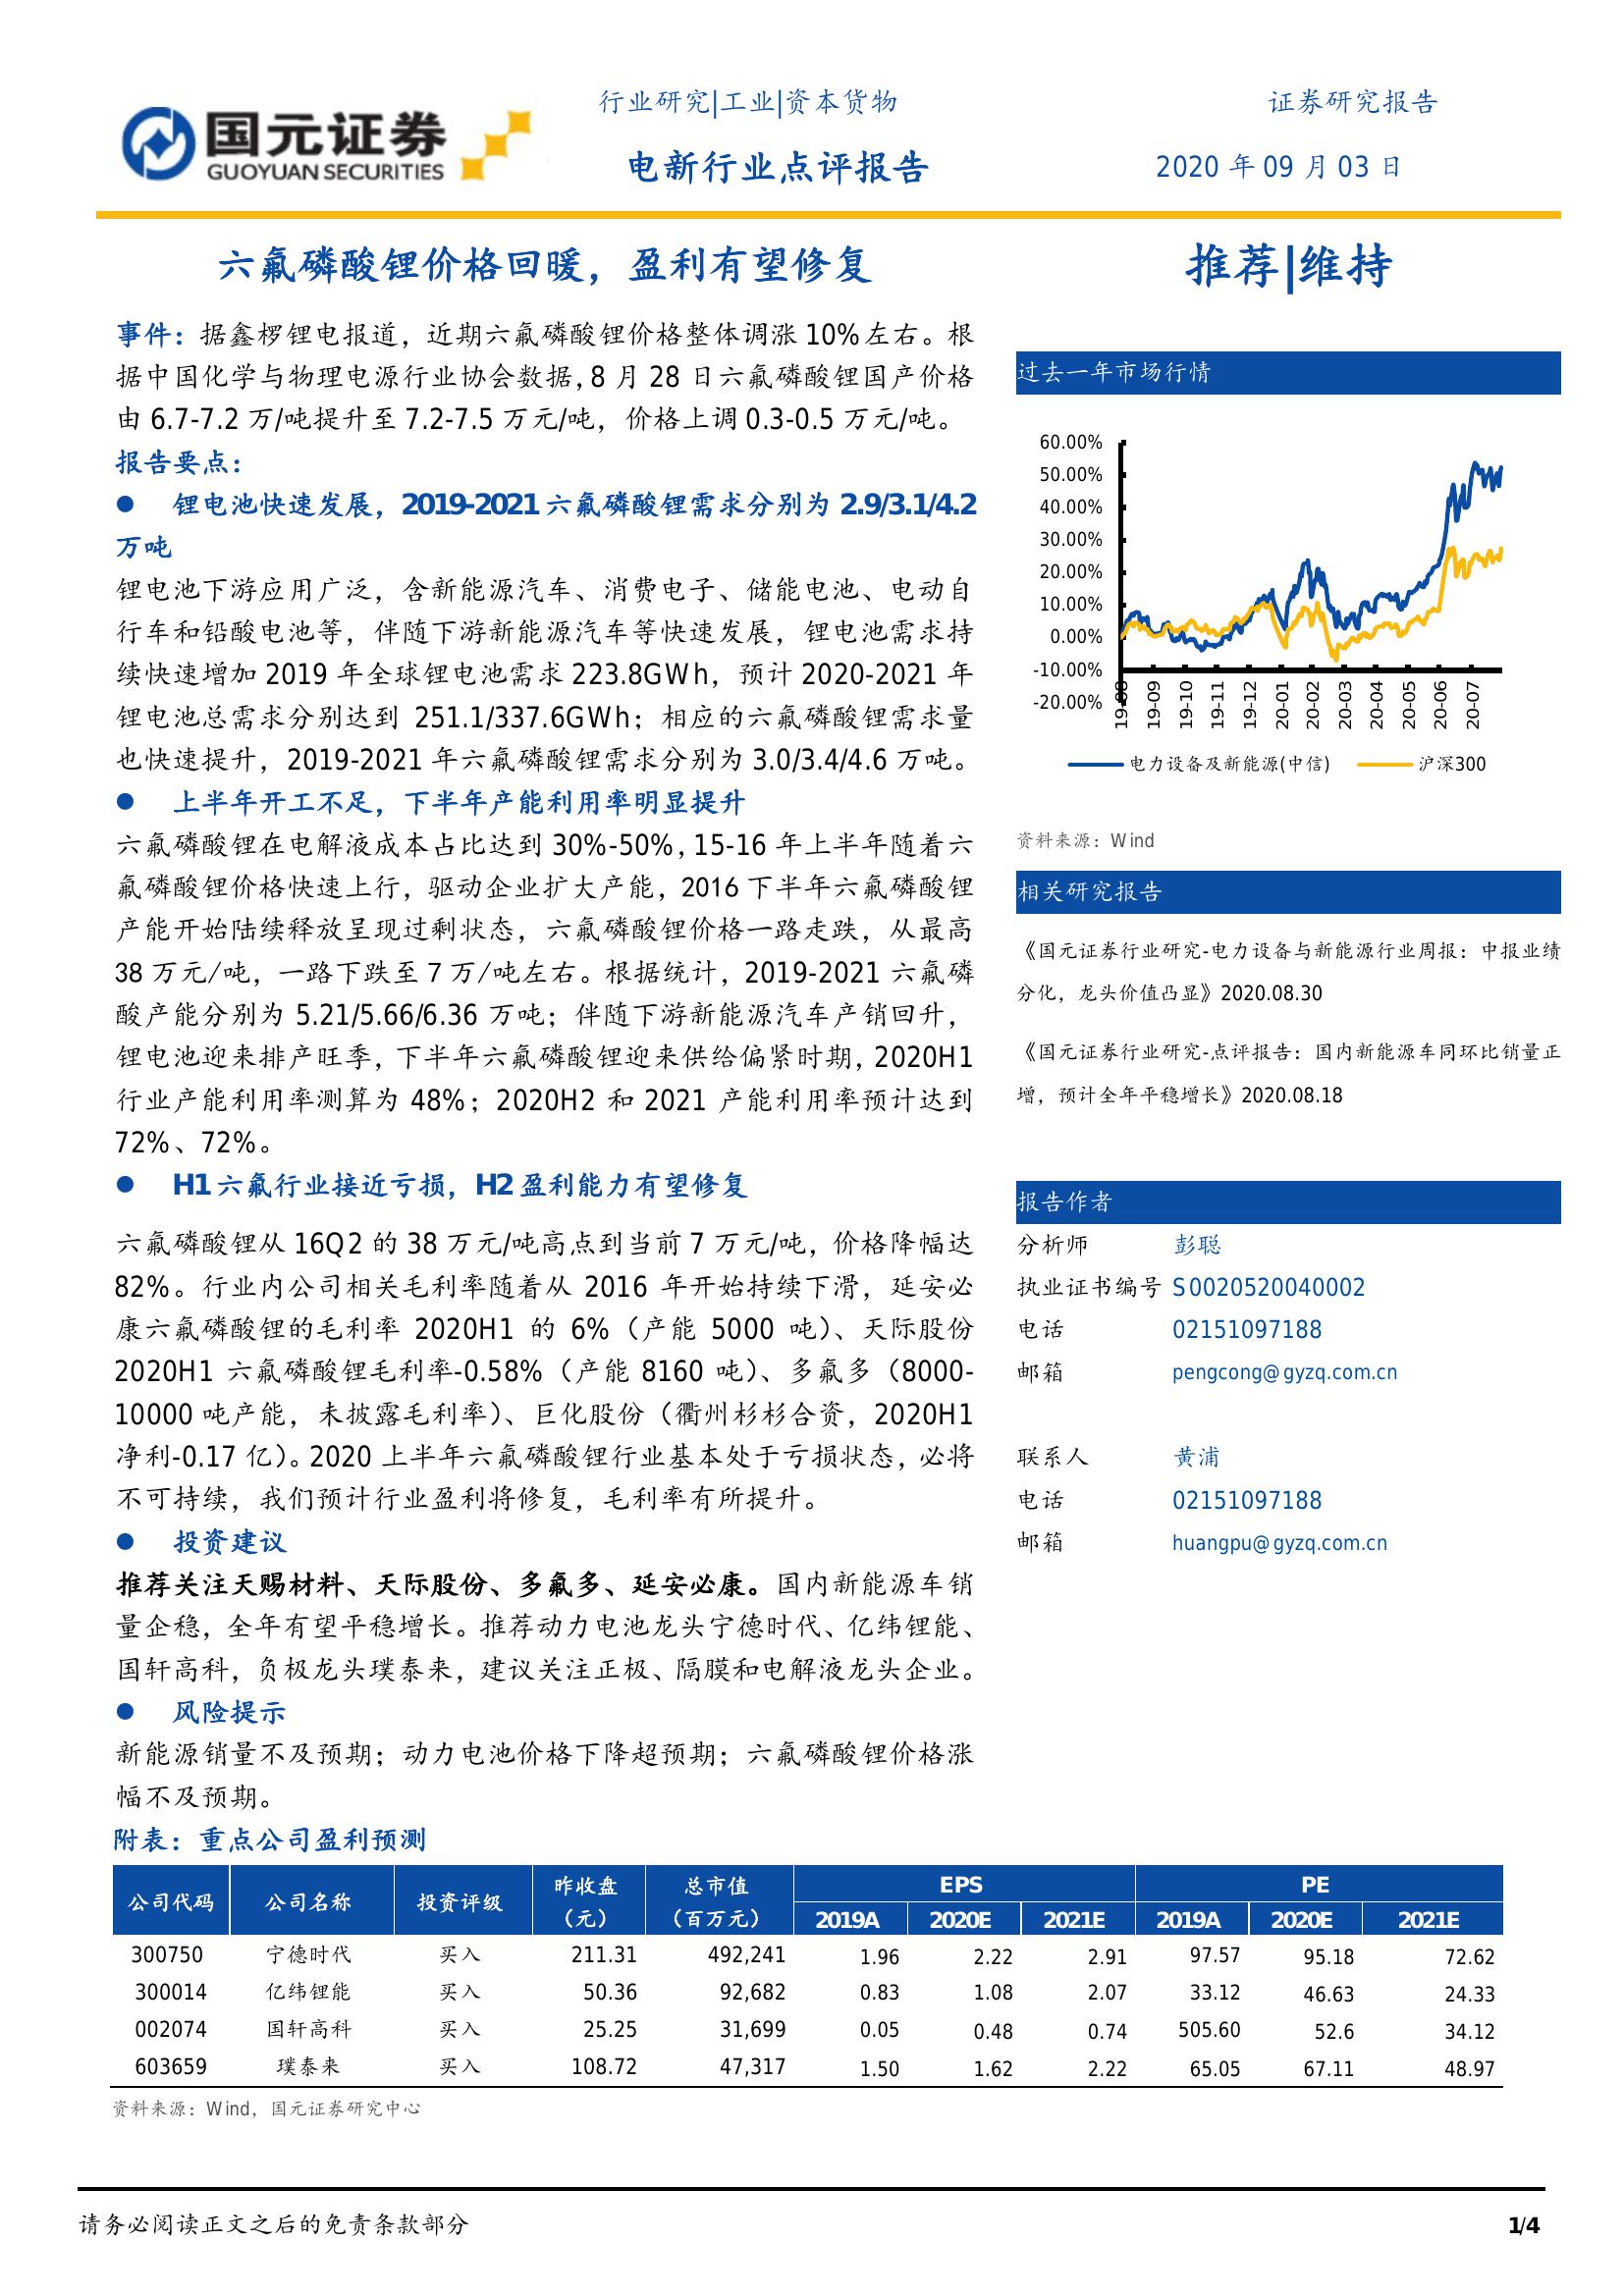 国元证券
GUOYUAN SECURITIES
行业研究|工业|资本货物
证券研究报告
电新行业点评报告
2020 年 09 月 03 日
六氟磷酸锂价格回暖，盈利有望修复
推荐|维持
事件：据鑫椤锂电报道，近期六氟磷酸锂价格整体调涨 10%左右。根
据中国化学与物理电源行业协会数据，8 月 28 日六氟磷酸锂国产价格
由 6.7-7.2 万/吨提升至 7.2-7.5 万元/吨，价格上调 0.3-0.5 万元/吨。
报告要点：
● 锂电池快速发展，2019-2021 六氟磷酸锂需求分别为 2.9/3.1/4.2
万吨
锂电池下游应用广泛，含新能源汽车、消费电子、储能电池、电动自
行车和铅酸电池等，伴随下游新能源汽车等快速发展，锂电池需求持
续快速增加 2019 年全球锂电池需求 223.8GWh，预计 2020-2021 年
锂电池总需求分别达到 251.1/337.6GWh；相应的六氟磷酸锂需求量
也快速提升，2019-2021 年六氟磷酸锂需求分别为 3.0/3.4/4.6 万吨。
● 上半年开工不足，下半年产能利用率明显提升
六氟磷酸锂在电解液成本占比达到 30%-50%，15-16 年上半年随着六
氟磷酸锂价格快速上行，驱动企业扩大产能，2016 下半年六氟磷酸锂
产能开始陆续释放呈现过剩状态，六氟磷酸锂价格一路走跌，从最高
38 万元/吨，一路下跌至 7 万/吨左右。根据统计，2019-2021 六氟磷
酸产能分别为 5.21/5.66/6.36 万吨；伴随下游新能源汽车产销回升，
锂电池迎来排产旺季，下半年六氟磷酸锂迎来供给偏紧时期，2020H1
行业产能利用率测算为 48%；2020H2 和 2021 产能利用率预计达到
72%、72%。
● H1 六氟行业接近亏损，H2 盈利能力有望修复
六氟磷酸锂从 16Q2 的 38 万元/吨高点到当前 7 万元/吨，价格降幅达
82%。行业内公司相关毛利率随着从 2016 年开始持续下滑，延安必
康六氟磷酸锂的毛利率 2020H1 的 6%（产能 5000 吨）、天际股份
2020H1 六氟磷酸锂毛利率-0.58%（产能 8160 吨）、多氟多（8000-
10000 吨产能，未披露毛利率）、巨化股份（衢州杉杉合资，2020H1
净利-0.17 亿）。2020 上半年六氟磷酸锂行业基本处于亏损状态，必将
不可持续，我们预计行业盈利将修复，毛利率有所提升。
● 投资建议
推荐关注天赐材料、天际股份、多氟多、延安必康。国内新能源车销
量企稳，全年有望平稳增长。推荐动力电池龙头宁德时代、亿纬锂能、
国轩高科，负极龙头璞泰来，建议关注正极、隔膜和电解液龙头企业。
● 风险提示
新能源销量不及预期；动力电池价格下降超预期；六氟磷酸锂价格涨
幅不及预期。
过去一年市场行情
60.00%
50.00%
40.00%
30.00%
20.00%
10.00%
0.00%
-10.00%
-20.00%
19-08 19-09 19-10 19-11 19-12 20-01 20-02 20-03 20-04 20-05 20-06 20-07
电力设备及新能源(中信) 沪深300
资料来源：Wind
相关研究报告
《国元证券行业研究-电力设备与新能源行业周报：中报业绩
分化，龙头价值凸显》2020.08.30
《国元证券行业研究-点评报告：国内新能源车同环比销量正
增，预计全年平稳增长》2020.08.18
报告作者
分析师 彭聪
执业证书编号 S0020520040002
电话 02151097188
邮箱 pengcong@gyzq.com.cn
联系人 黄浦
电话 02151097188
邮箱 huangpu@gyzq.com.cn
附表：重点公司盈利预测
公司代码 公司名称 投资评级 昨收盘（元） 总市值（百万元） EPS PE
2019A 2020E 2021E 2019A 2020E 2021E
300750 宁德时代 买入 211.31 492,241 1.96 2.22 2.91 97.57 95.18 72.62
300014 亿纬锂能 买入 50.36 92,682 0.83 1.08 2.07 33.12 46.63 24.33
002074 国轩高科 买入 25.25 31,699 0.05 0.48 0.74 505.60 52.6 34.12
603659 璞泰来 买入 108.72 47,317 1.50 1.62 2.22 65.05 67.11 48.97
资料来源：Wind，国元证券研究中心
请务必阅读正文之后的免责条款部分
1/4